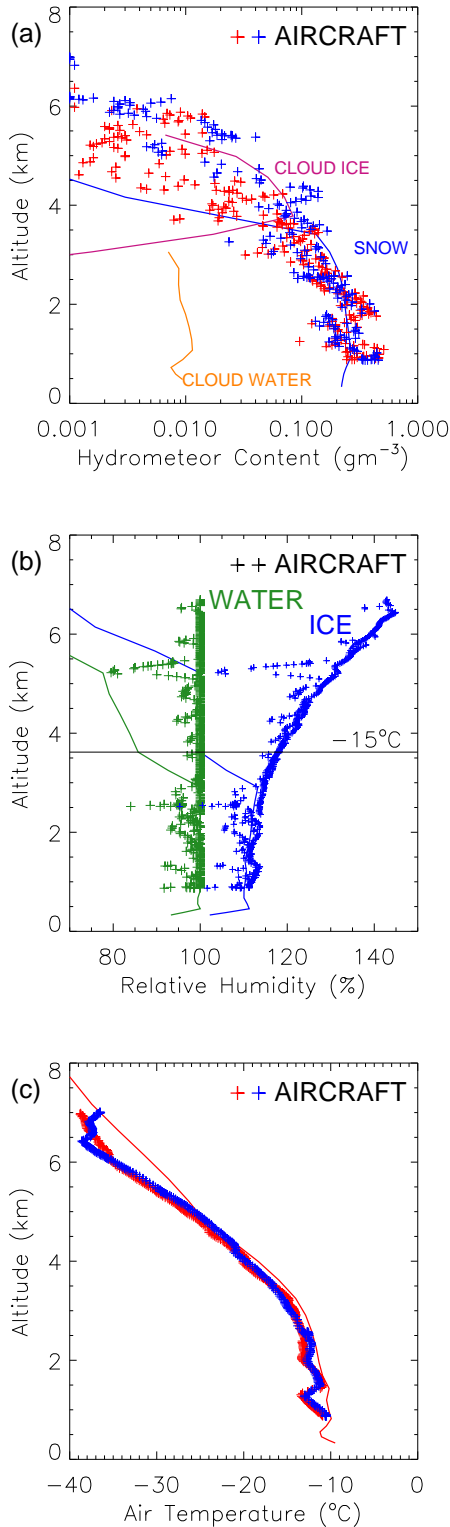 (a)
++ AIRCRAFT
CLOUD ICE
SNOW
CLOUD WATER
Altitude (km)
8
6
4
2
0
0.001 0.010 0.100 1.000
Hydrometeor Content (gm⁻³)
(b)
++ AIRCRAFT
WATER
ICE
−15°C
Altitude (km)
8
6
4
2
0
80 100 120 140
Relative Humidity (%)
(c)
++ AIRCRAFT
Altitude (km)
8
6
4
2
0
−40 −30 −20 −10 0
Air Temperature (°C)